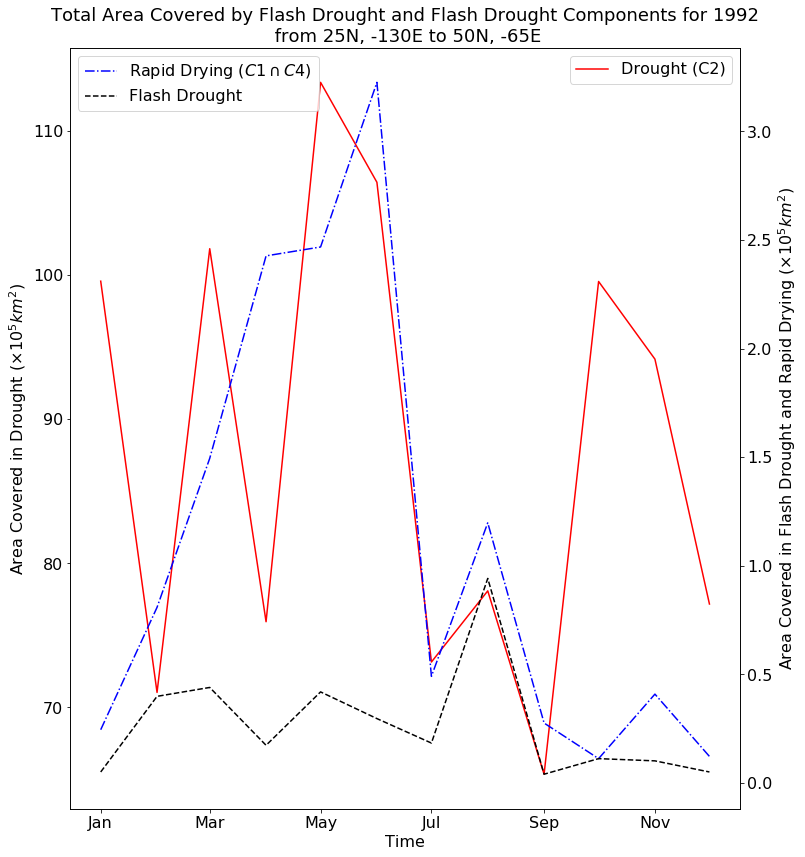 Total Area Covered by Flash Drought and Flash Drought Components for 1992
from 25N, -130E to 50N, -65E
Rapid Drying (C1∩C4)
Flash Drought
Drought (C2)
Area Covered in Drought (×10⁵km²)
110
100
90
80
70
3.0
2.5
2.0
1.5
1.0
0.5
0.0
Area Covered in Flash Drought and Rapid Drying (×10⁵km²)
Jan Mar May Jul Sep Nov
Time